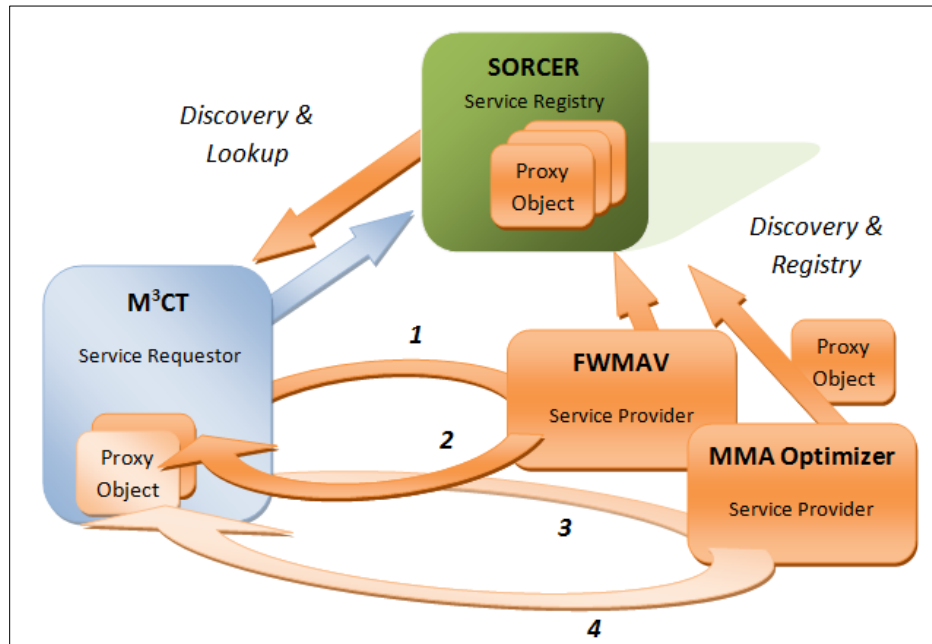 SORCER
Service Registry
Proxy
Object
Discovery &
Lookup
Discovery &
Registry
M³CT
Service Requestor
Proxy
Object
1
2
3
4
FWMAV
Service Provider
Proxy
Object
MMA Optimizer
Service Provider